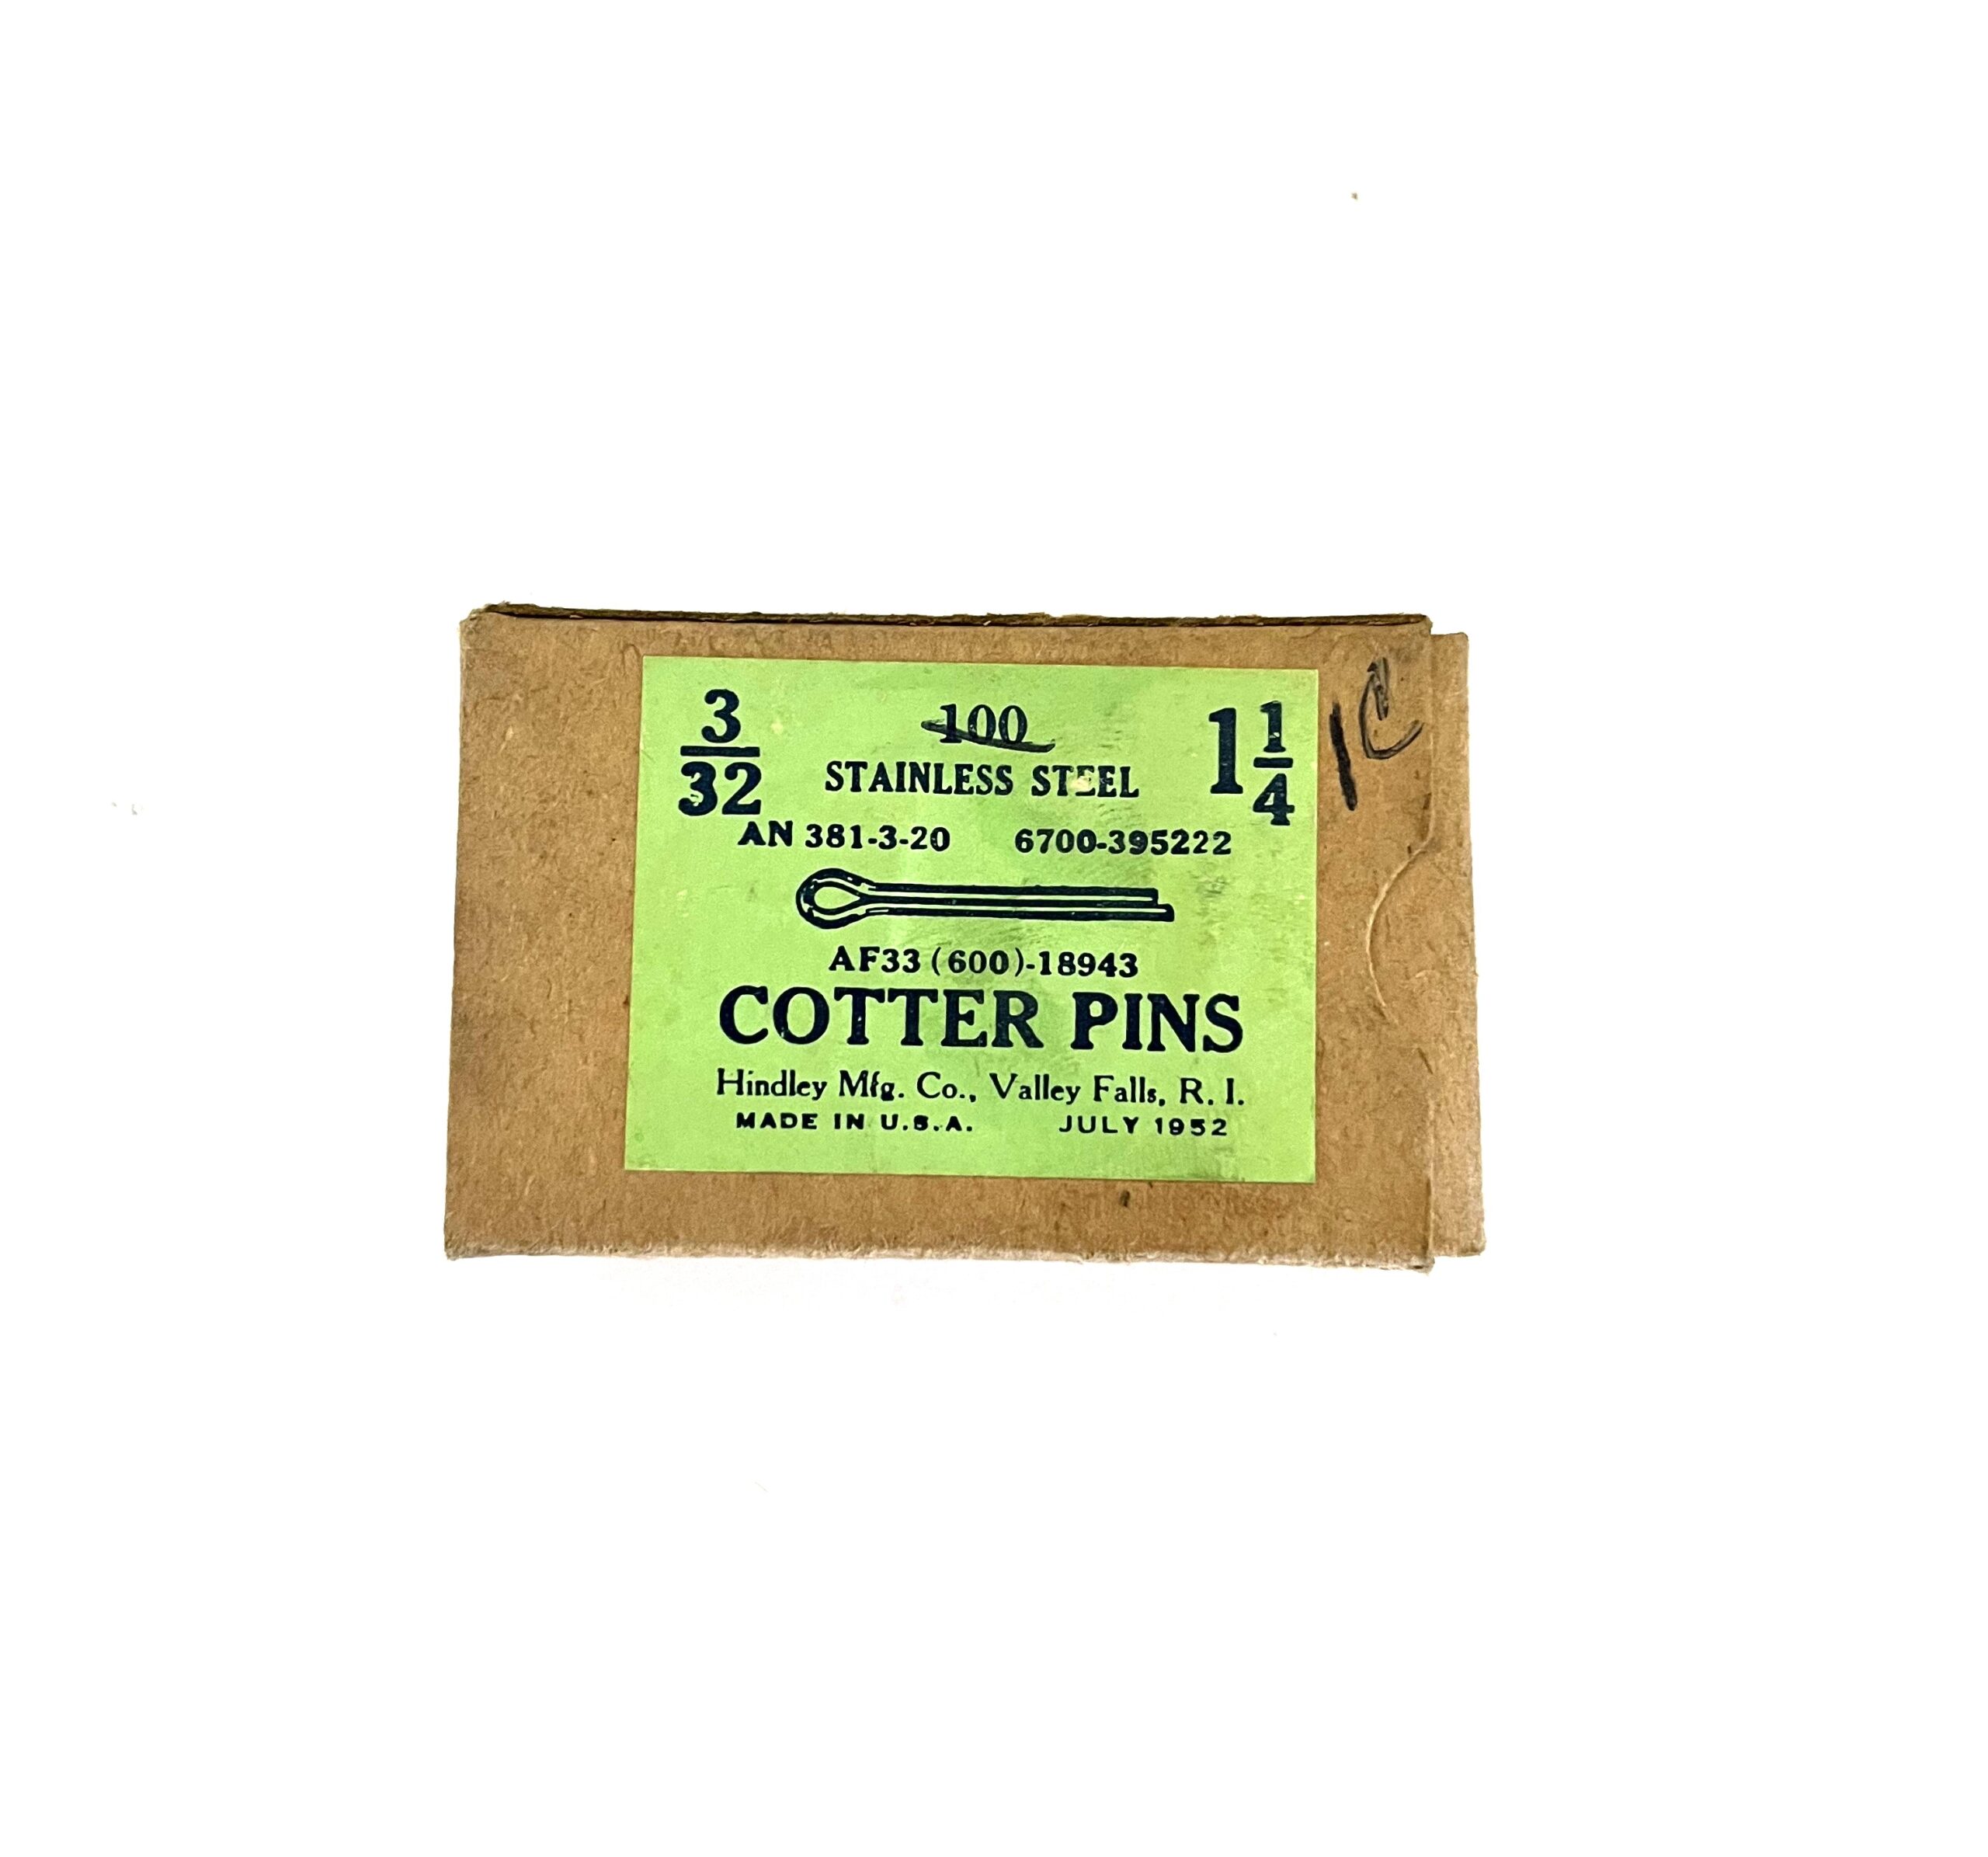 3/32 100 1 1/4
STAINLESS STEEL
AN 381-3-20 6700-395222
AF33 (600)-18943
COTTER PINS
Hindley Mfg. Co., Valley Falls, R. I.
MADE IN U.S.A. JULY 1952